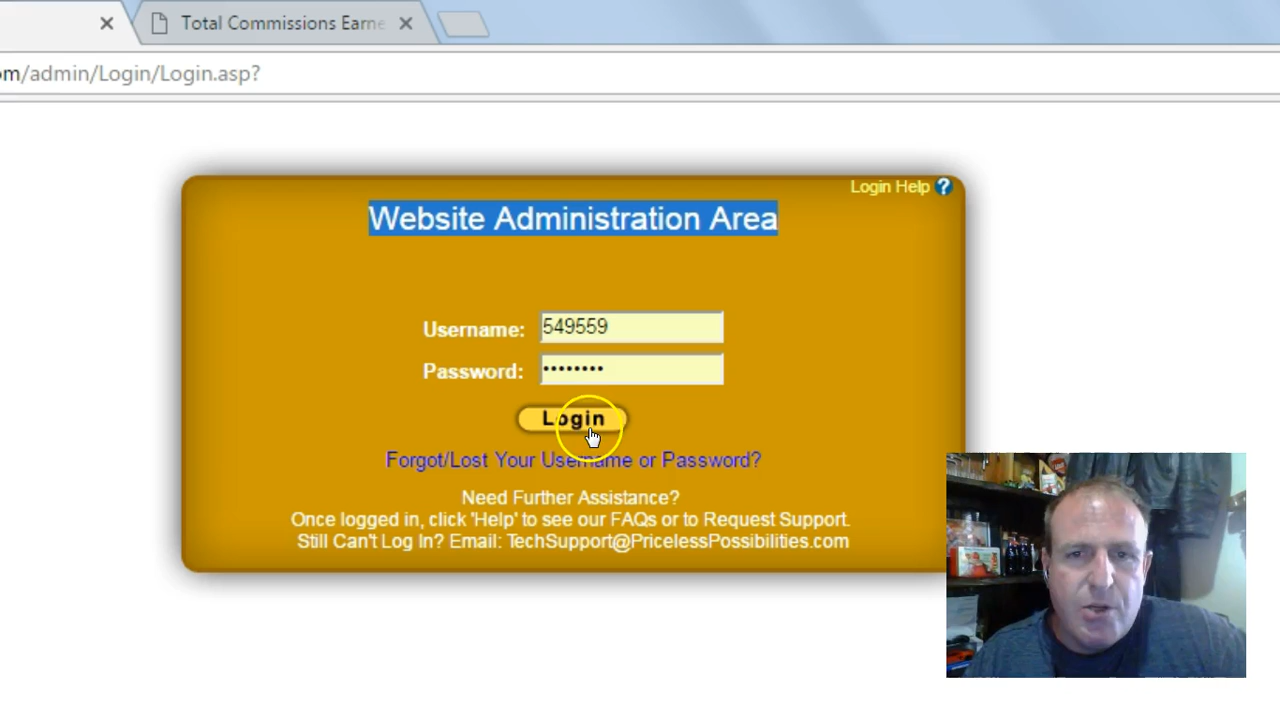 Total Commissions Earne
om/admin/Login/Login.asp?
Login Help ?
Website Administration Area
Username: 549559
Password: ••••••••
Login
Forgot/Lost Your Username or Password?
Need Further Assistance?
Once logged in, click 'Help' to see our FAQs or to Request Support.
Still Can't Log In? Email: TechSupport@PricelessPossibilities.com